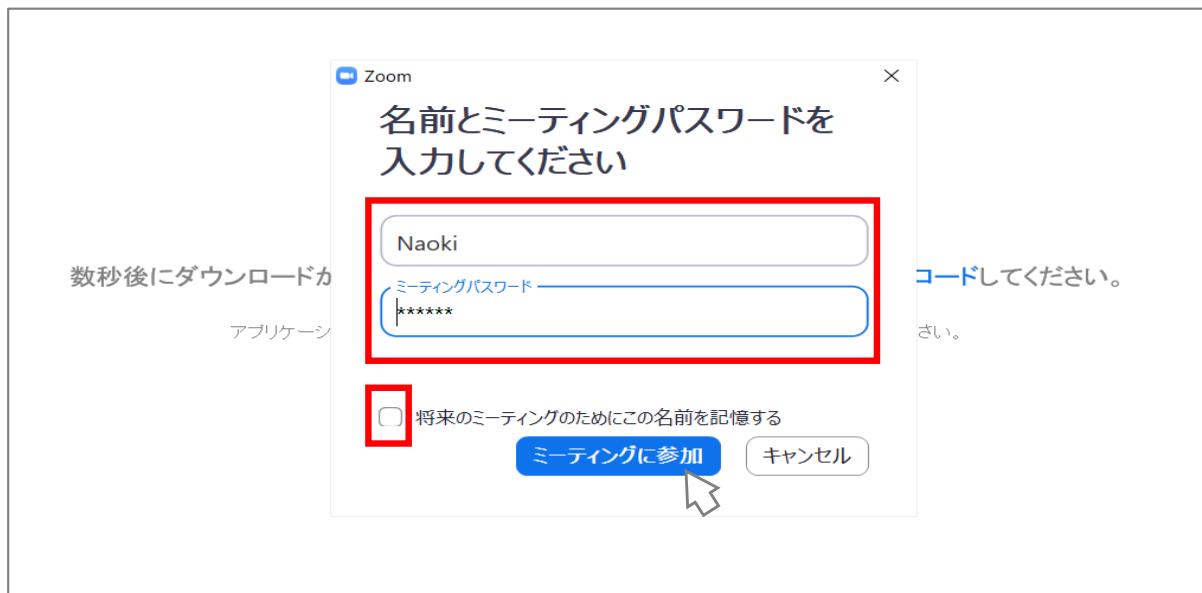 Zoom
名前とミーティングパスワードを
入力してください
Naoki
数秒後にダウンロードが
コードしてください。
ミーティングパスワード
******
アプリケーシ
さい。
将来のミーティングのためにこの名前を記憶する
ミーティングに参加
キャンセル